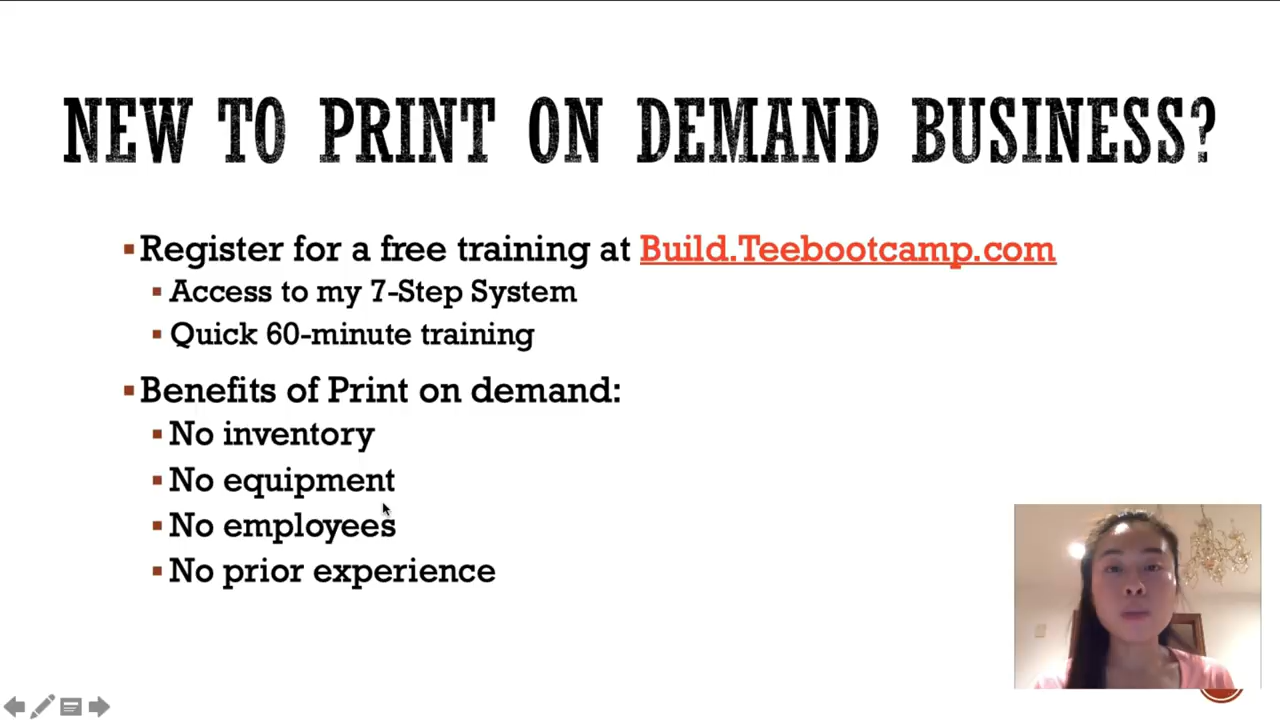 NEW TO PRINT ON DEMAND BUSINESS?
Register for a free training at Build.Teebootcamp.com
Access to my 7-Step System
Quick 60-minute training
Benefits of Print on demand:
No inventory
No equipment
No employees
No prior experience